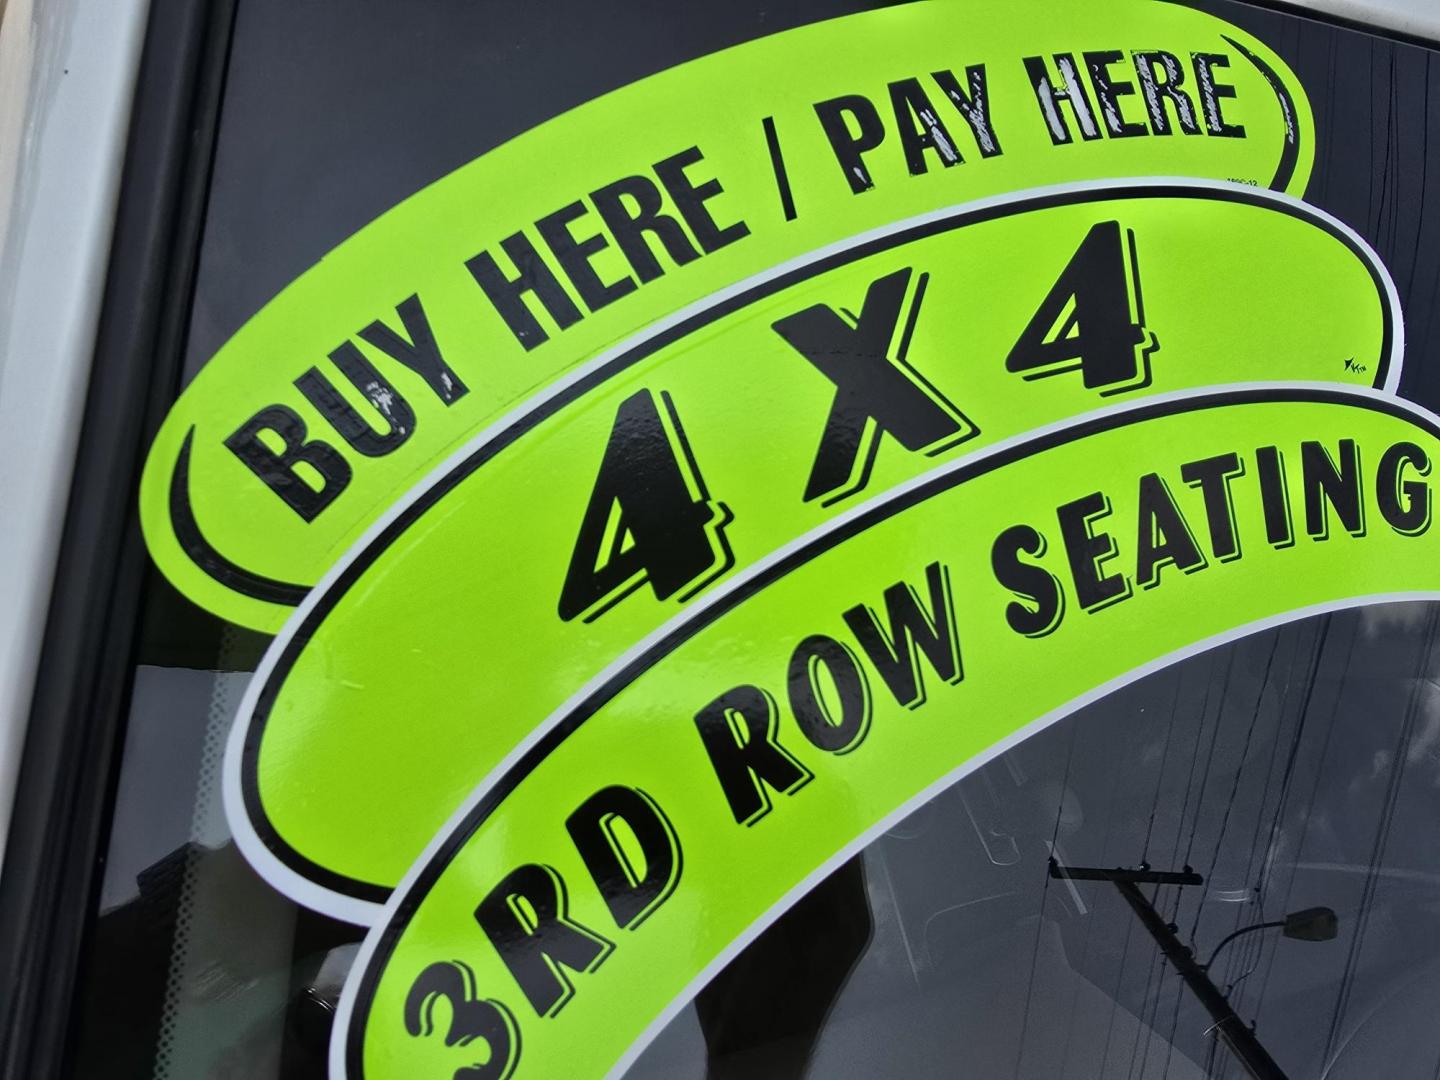 BUY HERE / PAY HERE
4 X 4
3RD ROW SEATING